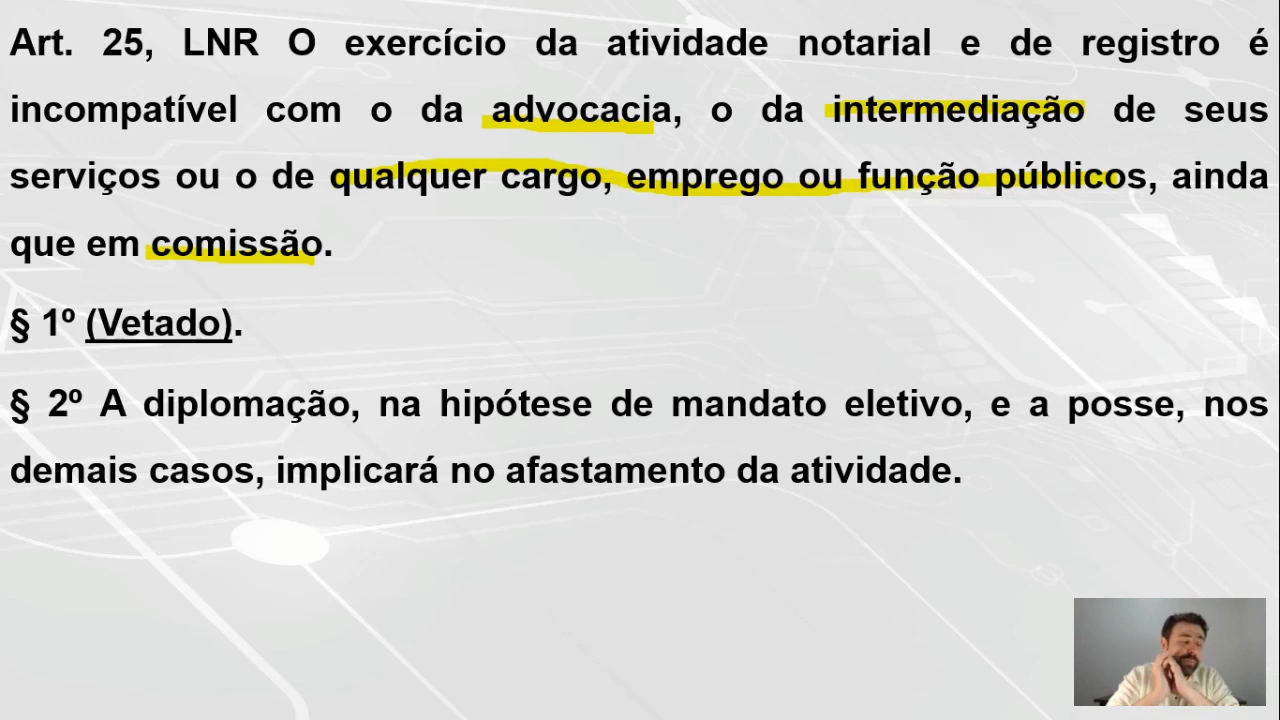 Art. 25, LNR O exercício da atividade notarial e de registro é
incompatível com o da advocacia, o da intermediação de seus
serviços ou o de qualquer cargo, emprego ou função públicos, ainda
que em comissão.
§ 1º (Vetado).
§ 2º A diplomação, na hipótese de mandato eletivo, e a posse, nos
demais casos, implicará no afastamento da atividade.